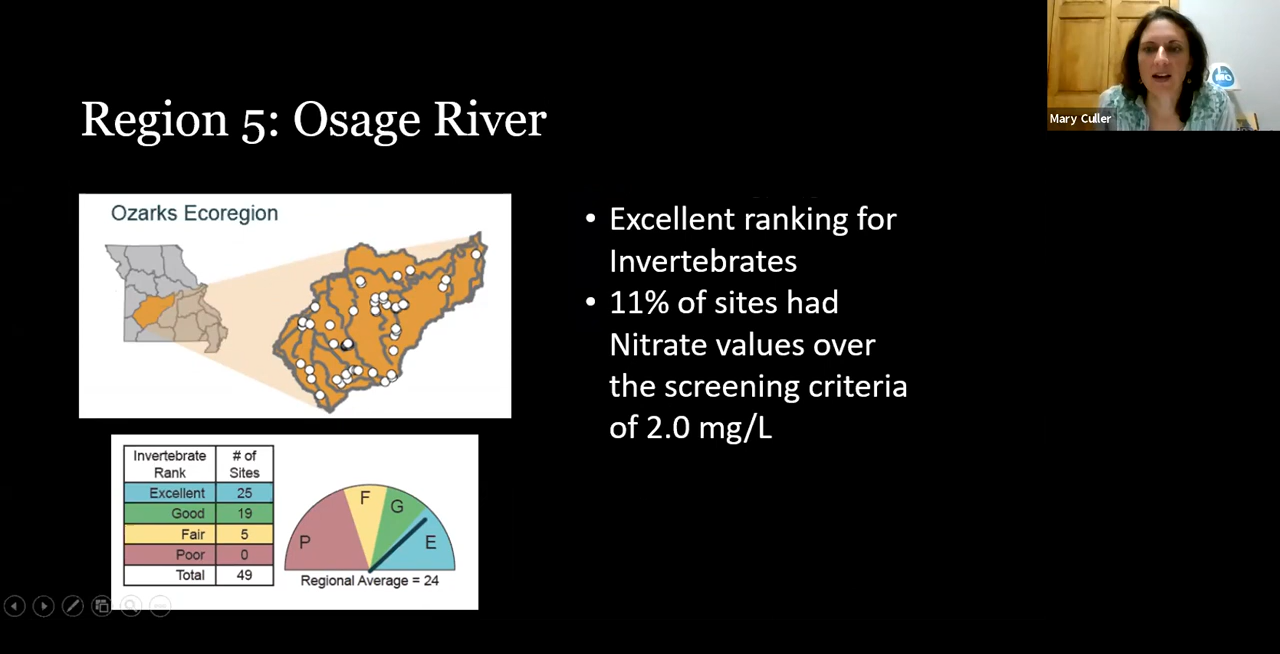 Mary Culler
MO
Region 5: Osage River
Ozarks Ecoregion
• Excellent ranking for
Invertebrates
• 11% of sites had
Nitrate values over
the screening criteria
of 2.0 mg/L
Invertebrate Rank # of Sites
Excellent 25
Good 19
Fair 5
Poor 0
Total 49
P F G E
Regional Average = 24